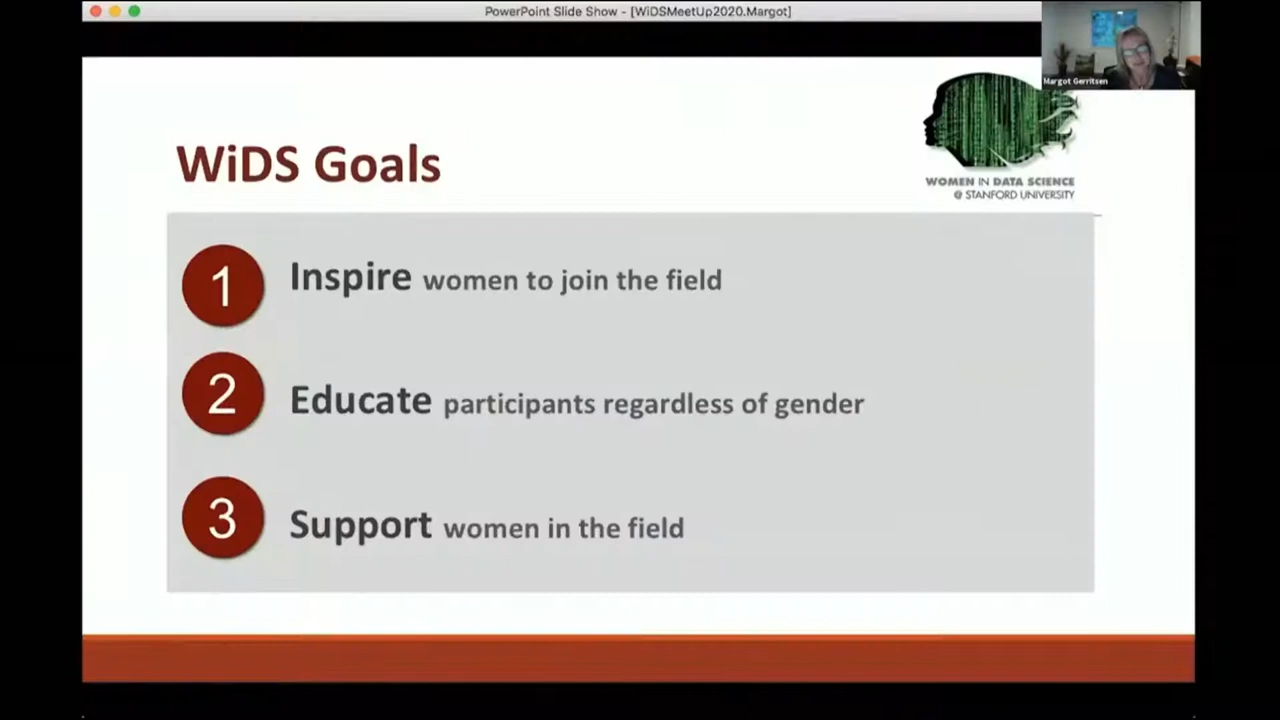 PowerPoint Slide Show - [WiDSMeetUp2020.Margot]
Margot Gerritsen
WOMEN IN DATA SCIENCE
@ STANFORD UNIVERSITY
WiDS Goals
1 Inspire women to join the field
2 Educate participants regardless of gender
3 Support women in the field